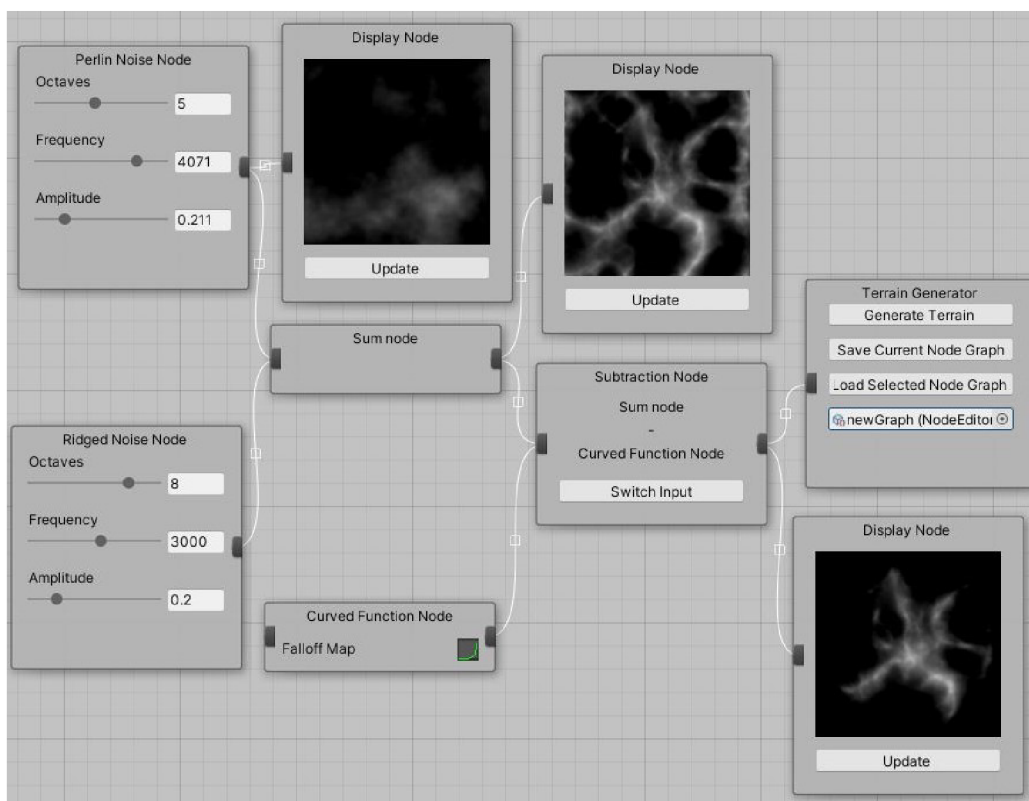 Perlin Noise Node
Octaves
5
Frequency
4071
Amplitude
0.211
Display Node
Update
Display Node
Update
Sum node
Ridged Noise Node
Octaves
8
Frequency
3000
Amplitude
0.2
Curved Function Node
Falloff Map
Subtraction Node
Sum node
-
Curved Function Node
Switch Input
Terrain Generator
Generate Terrain
Save Current Node Graph
Load Selected Node Graph
newGraph (NodeEditor
Display Node
Update